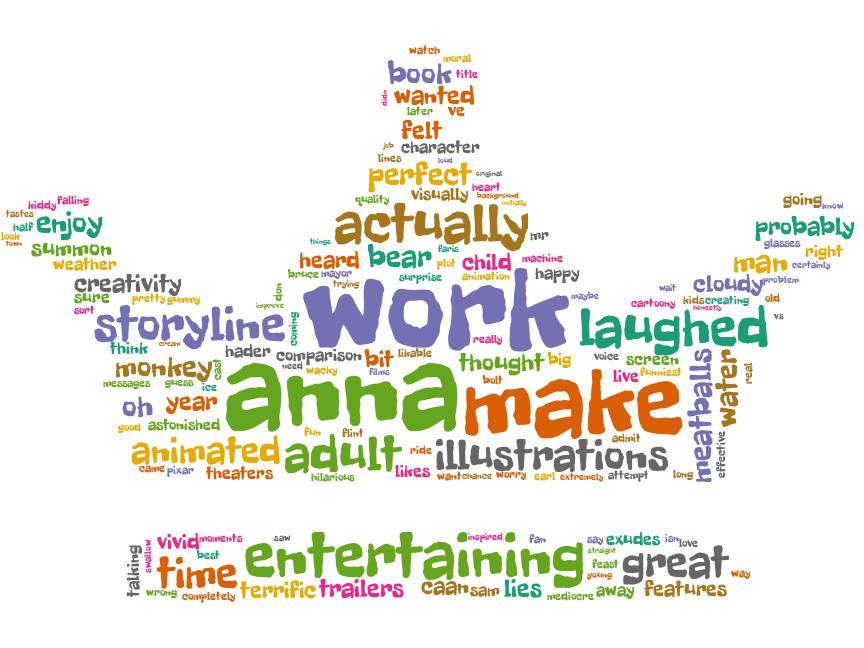 watch
moral
book title
didn wanted
later ve
felt
job character
lines loud
perfect original
heart
quality visually background
initially
kiddy falling
tastes
half enjoy
look
town
summon
weather
going know
probably
glasses
man right
certainly
actually mr
things
heard bear faris plot child machine
bruce mayor surprise animation happy
trying
creativity
sure pretty gummy
sort
improve don
cloudy problem
wait
cartoony kids creating old
honestly
vs
storyline coming work maybe laughed
really
think cream hader comparison bit likable thought big voice screen
monkey cast need wacky films bolt live funniest
messages guess ice
anna make
meatballs water real
oh year
good astonished
fun flint admit
animated adult ride illustrations
came pixar theaters hilarious likes want chance worry earl extremely attempt long effective
talking swallow vivid moments saw entertaining inspired fan say exudes isn love
best straight
time feast great
young way
wrong completely terrific trailers caan sam lies mediocre away features